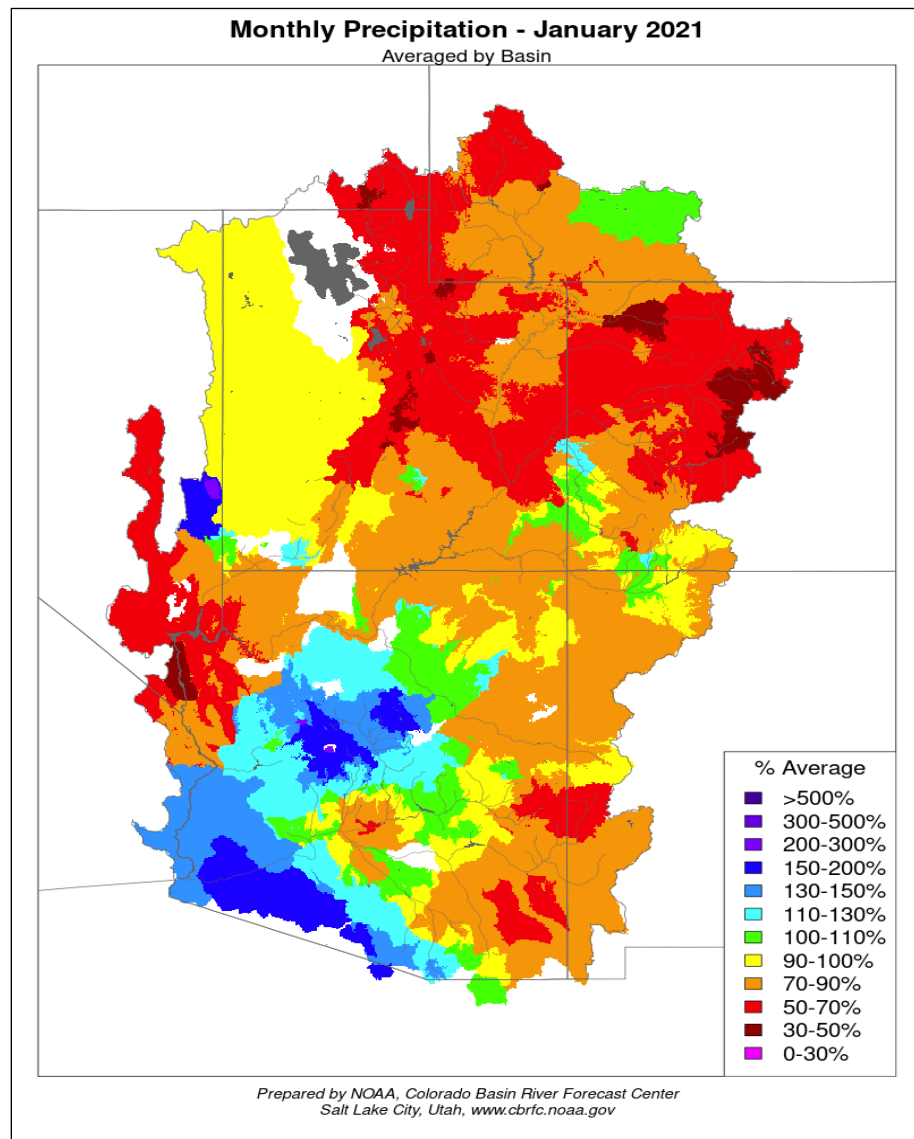 Monthly Precipitation - January 2021
Averaged by Basin
% Average
>500%
300-500%
200-300%
150-200%
130-150%
110-130%
100-110%
90-100%
70-90%
50-70%
30-50%
0-30%
Prepared by NOAA, Colorado Basin River Forecast Center
Salt Lake City, Utah, www.cbrfc.noaa.gov